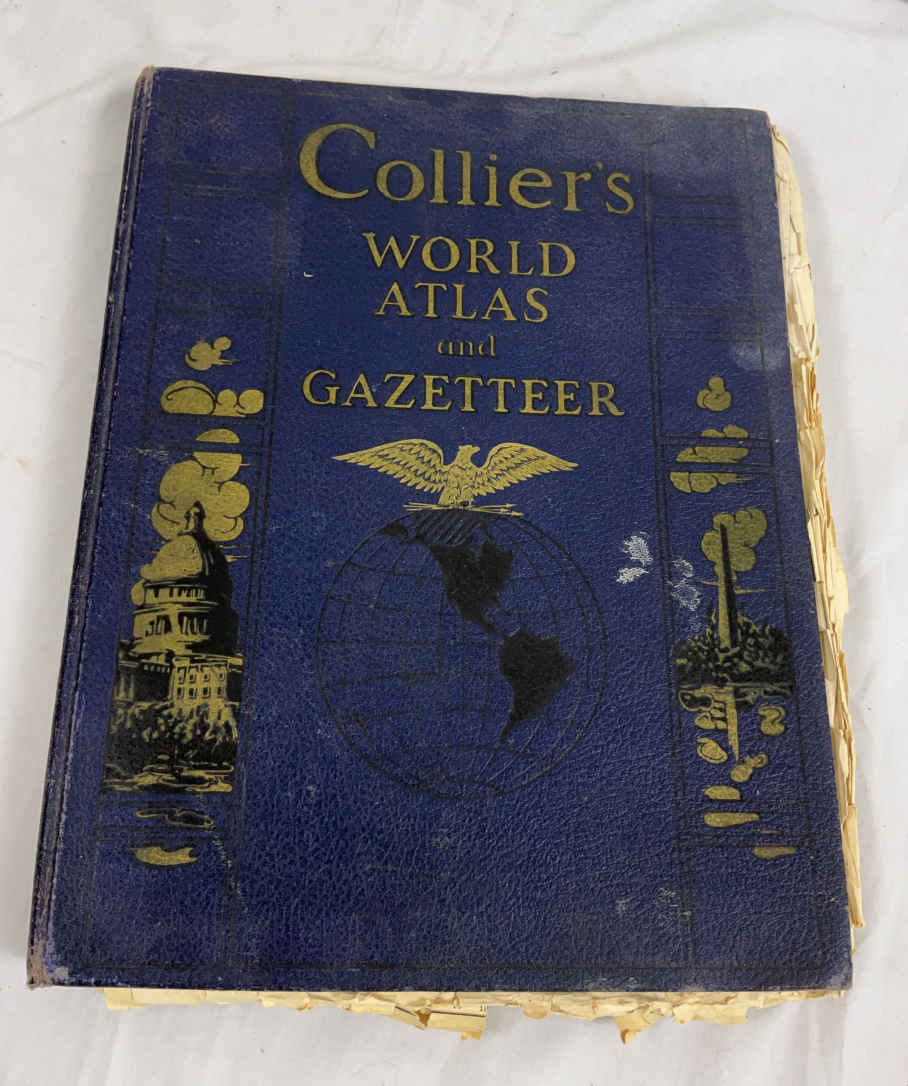 Collier's
WORLD
ATLAS
and
GAZETTEER